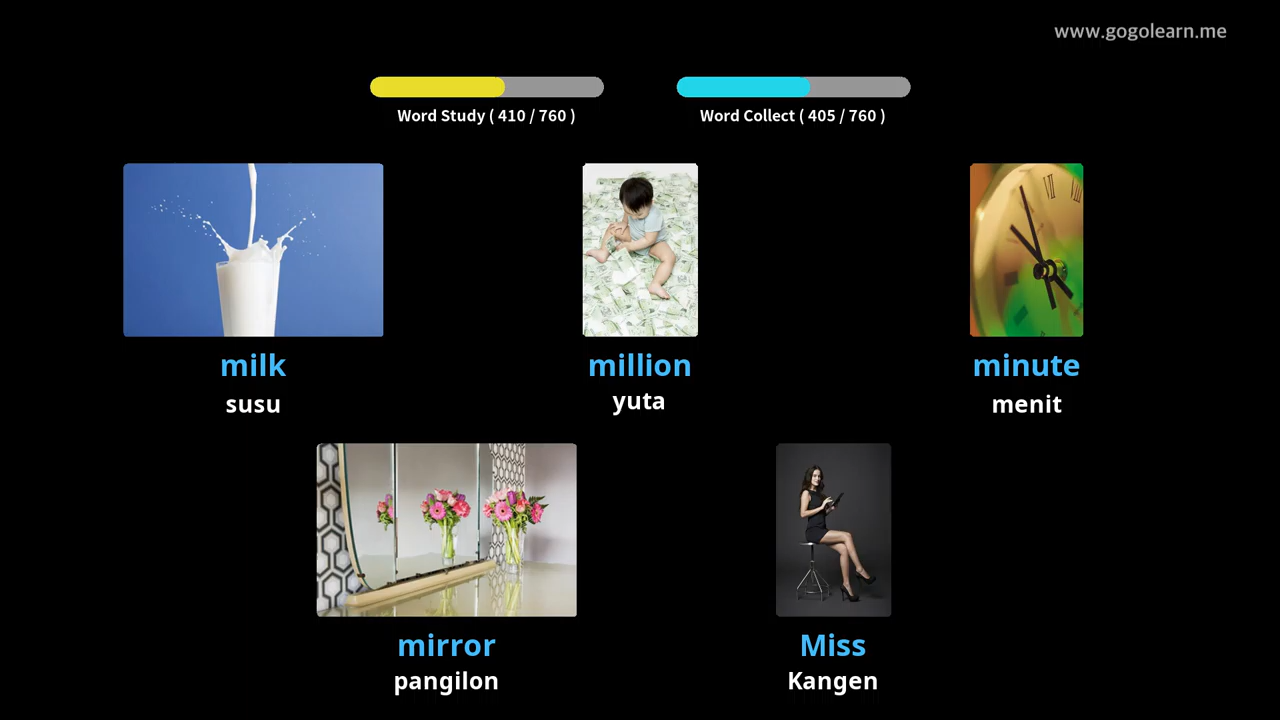 www.gogolearn.me
Word Study ( 410 / 760 )
Word Collect ( 405 / 760 )
milk
susu
million
yuta
minute
menit
mirror
pangilon
Miss
Kangen